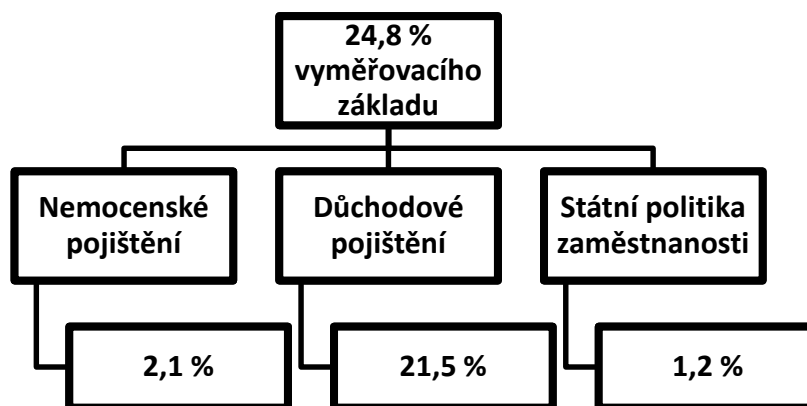 24,8 %
vyměřovacího
základu
Nemocenské
pojištění
Důchodové
pojištění
Státní politika
zaměstnanosti
2,1 %
21,5 %
1,2 %